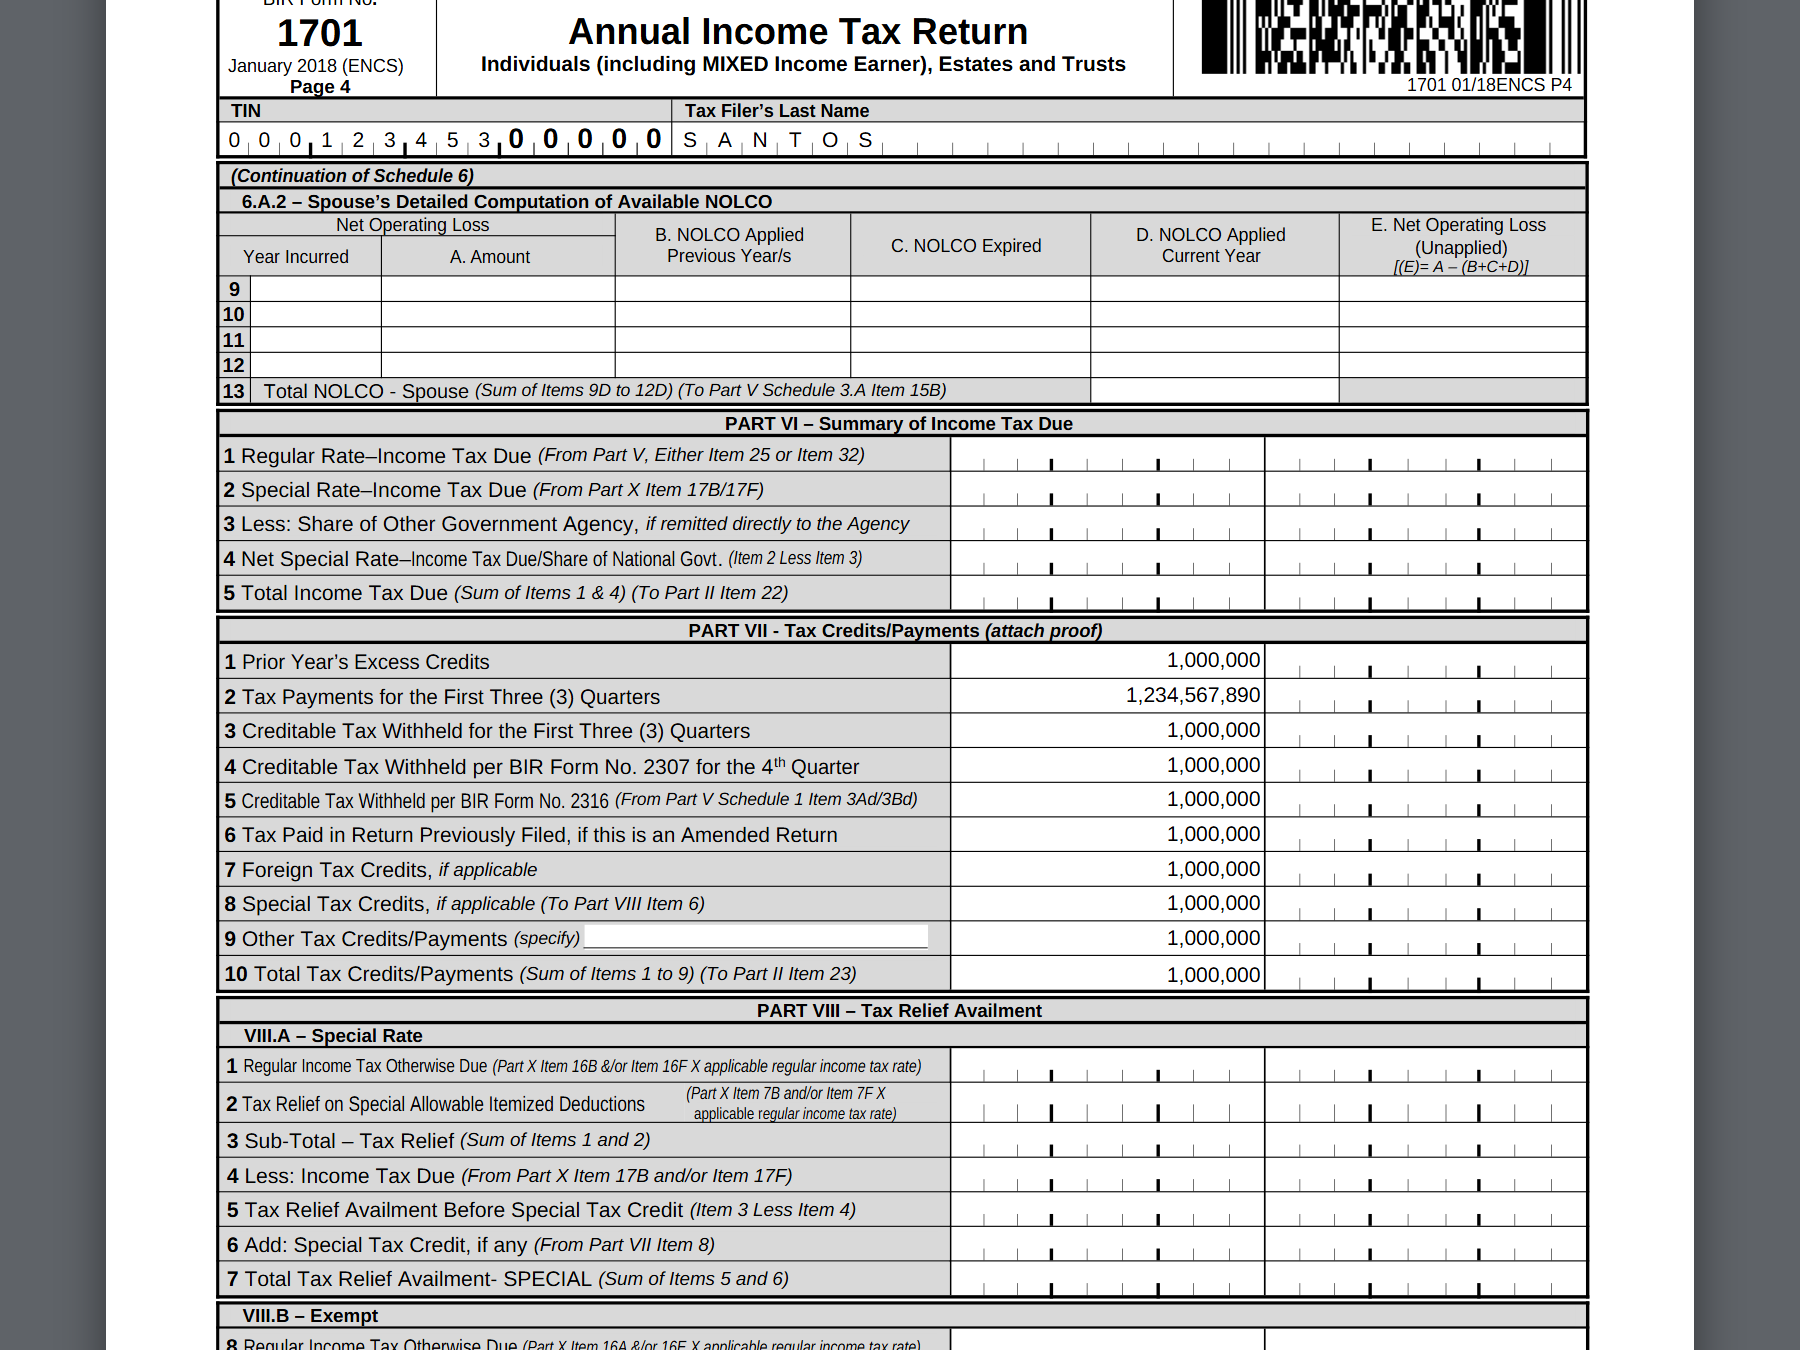 BIR Form No.
1701
January 2018 (ENCS)
Page 4
Annual Income Tax Return
Individuals (including MIXED Income Earner), Estates and Trusts
1701 01/18ENCS P4
TIN
Tax Filer's Last Name
0 0 0 1 2 3 4 5 3 0 0 0 0 0
S A N T O S
(Continuation of Schedule 6)
6.A.2 – Spouse's Detailed Computation of Available NOLCO
Net Operating Loss
Year Incurred
A. Amount
B. NOLCO Applied
Previous Year/s
C. NOLCO Expired
D. NOLCO Applied
Current Year
E. Net Operating Loss
(Unapplied)
[(E)= A – (B+C+D)]
9
10
11
12
13 Total NOLCO - Spouse (Sum of Items 9D to 12D) (To Part V Schedule 3.A Item 15B)
PART VI – Summary of Income Tax Due
1 Regular Rate–Income Tax Due (From Part V, Either Item 25 or Item 32)
2 Special Rate–Income Tax Due (From Part X Item 17B/17F)
3 Less: Share of Other Government Agency, if remitted directly to the Agency
4 Net Special Rate–Income Tax Due/Share of National Govt. (Item 2 Less Item 3)
5 Total Income Tax Due (Sum of Items 1 & 4) (To Part II Item 22)
PART VII - Tax Credits/Payments (attach proof)
1 Prior Year's Excess Credits 1,000,000
2 Tax Payments for the First Three (3) Quarters 1,234,567,890
3 Creditable Tax Withheld for the First Three (3) Quarters 1,000,000
4 Creditable Tax Withheld per BIR Form No. 2307 for the 4th Quarter 1,000,000
5 Creditable Tax Withheld per BIR Form No. 2316 (From Part V Schedule 1 Item 3Ad/3Bd) 1,000,000
6 Tax Paid in Return Previously Filed, if this is an Amended Return 1,000,000
7 Foreign Tax Credits, if applicable 1,000,000
8 Special Tax Credits, if applicable (To Part VIII Item 6) 1,000,000
9 Other Tax Credits/Payments (specify) 1,000,000
10 Total Tax Credits/Payments (Sum of Items 1 to 9) (To Part II Item 23) 1,000,000
PART VIII – Tax Relief Availment
VIII.A – Special Rate
1 Regular Income Tax Otherwise Due (Part X Item 16B &/or Item 16F X applicable regular income tax rate)
2 Tax Relief on Special Allowable Itemized Deductions (Part X Item 7B and/or Item 7F X
applicable regular income tax rate)
3 Sub-Total – Tax Relief (Sum of Items 1 and 2)
4 Less: Income Tax Due (From Part X Item 17B and/or Item 17F)
5 Tax Relief Availment Before Special Tax Credit (Item 3 Less Item 4)
6 Add: Special Tax Credit, if any (From Part VII Item 8)
7 Total Tax Relief Availment- SPECIAL (Sum of Items 5 and 6)
VIII.B – Exempt
8 Regular Income Tax Otherwise Due (Part X Item 16A &/or 16E X applicable regular income tax rate)